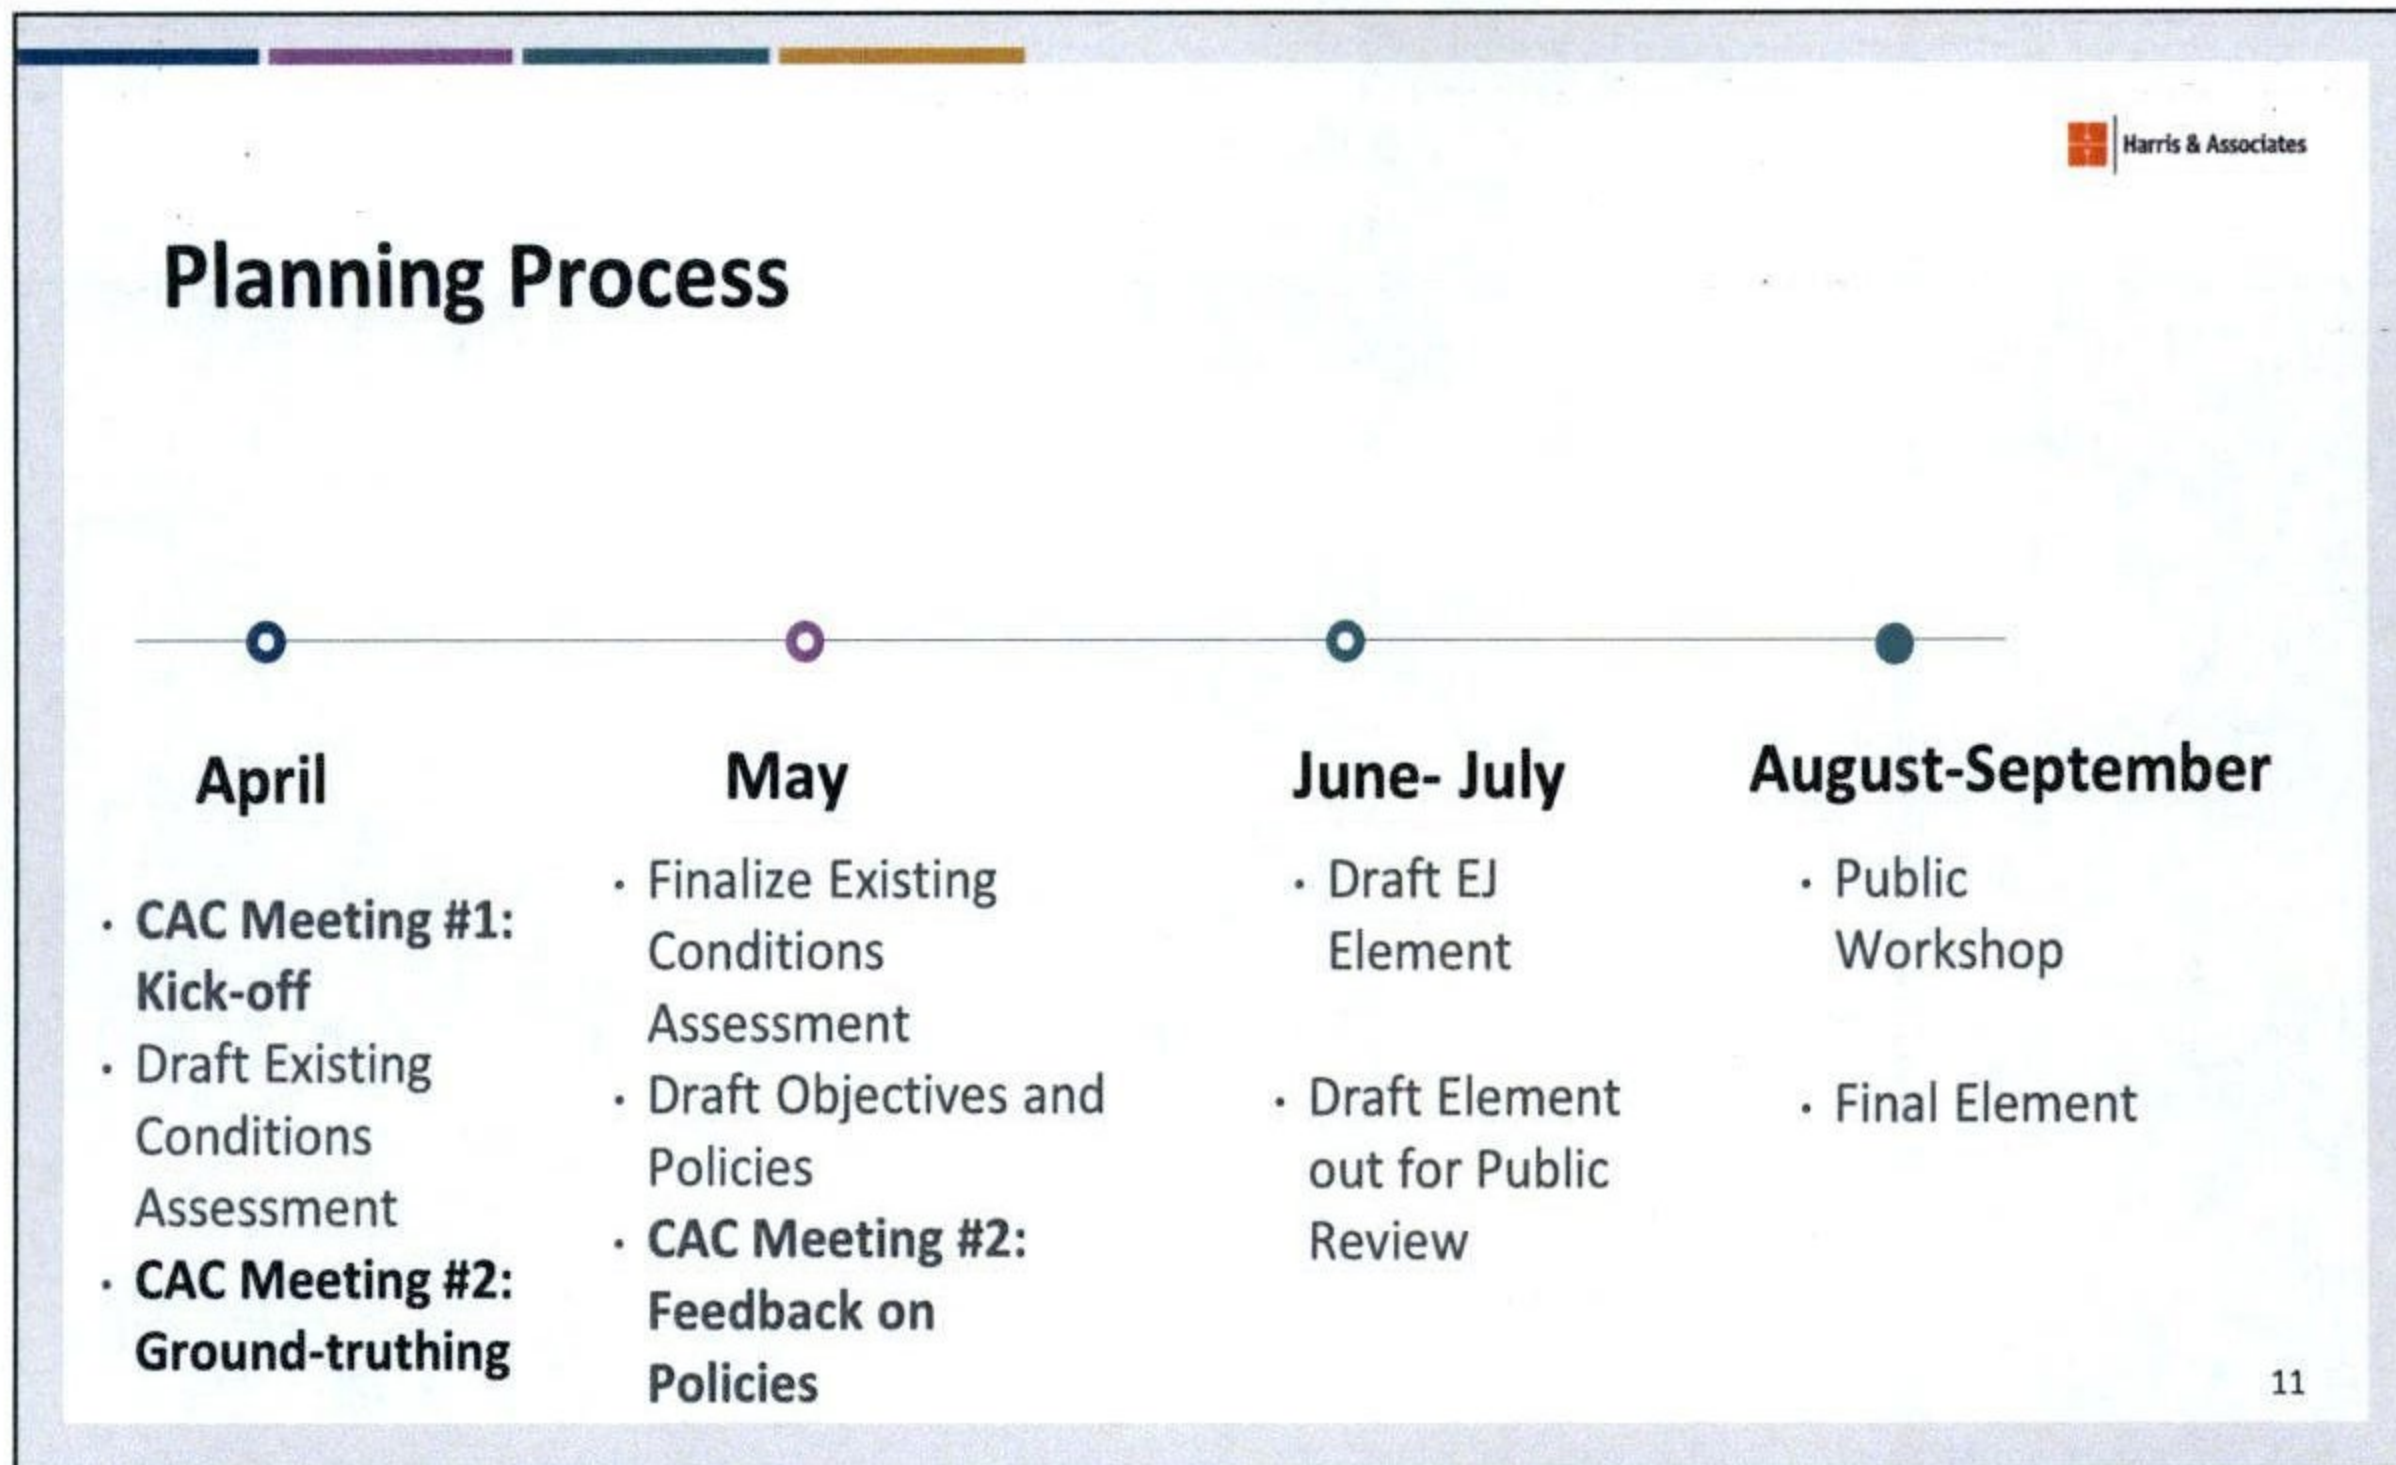 Harris & Associates
Planning Process
April
CAC Meeting #1:
Kick-off
Draft Existing
Conditions
Assessment
CAC Meeting #2:
Ground-truthing
May
Finalize Existing
Conditions
Assessment
Draft Objectives and
Policies
CAC Meeting #2:
Feedback on
Policies
June- July
Draft EJ
Element
Draft Element
out for Public
Review
August-September
Public
Workshop
Final Element
11